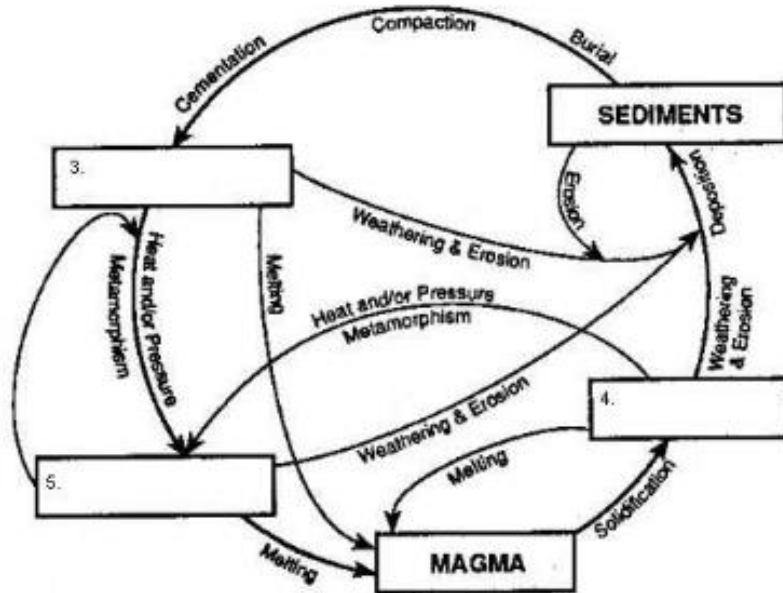 Compaction
Cementation
Burial
SEDIMENTS
3.
Erosion
Deposition
Weathering & Erosion
Heat and/or Pressure
Metamorphism
Melting
Heat and/or Pressure
Metamorphism
Weathering
& Erosion
4.
Weathering & Erosion
5.
Melting
Solidification
Melting
MAGMA